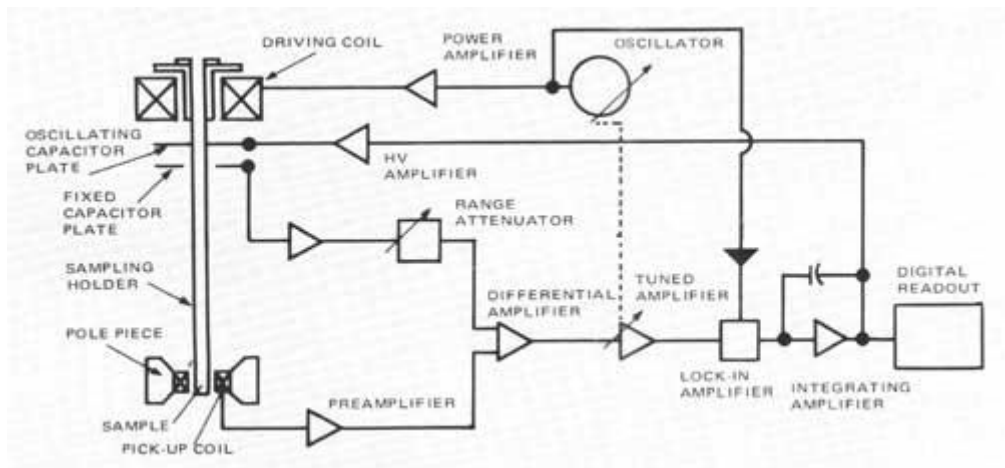 DRIVING COIL
POWER
AMPLIFIER
OSCILLATOR
OSCILLATING
CAPACITOR
PLATE
HV
AMPLIFIER
FIXED
CAPACITOR
PLATE
RANGE
ATTENUATOR
SAMPLING
HOLDER
DIFFERENTIAL
AMPLIFIER
TUNED
AMPLIFIER
DIGITAL
READOUT
POLE PIECE
LOCK-IN
AMPLIFIER
INTEGRATING
AMPLIFIER
PREAMPLIFIER
SAMPLE
PICK-UP COIL